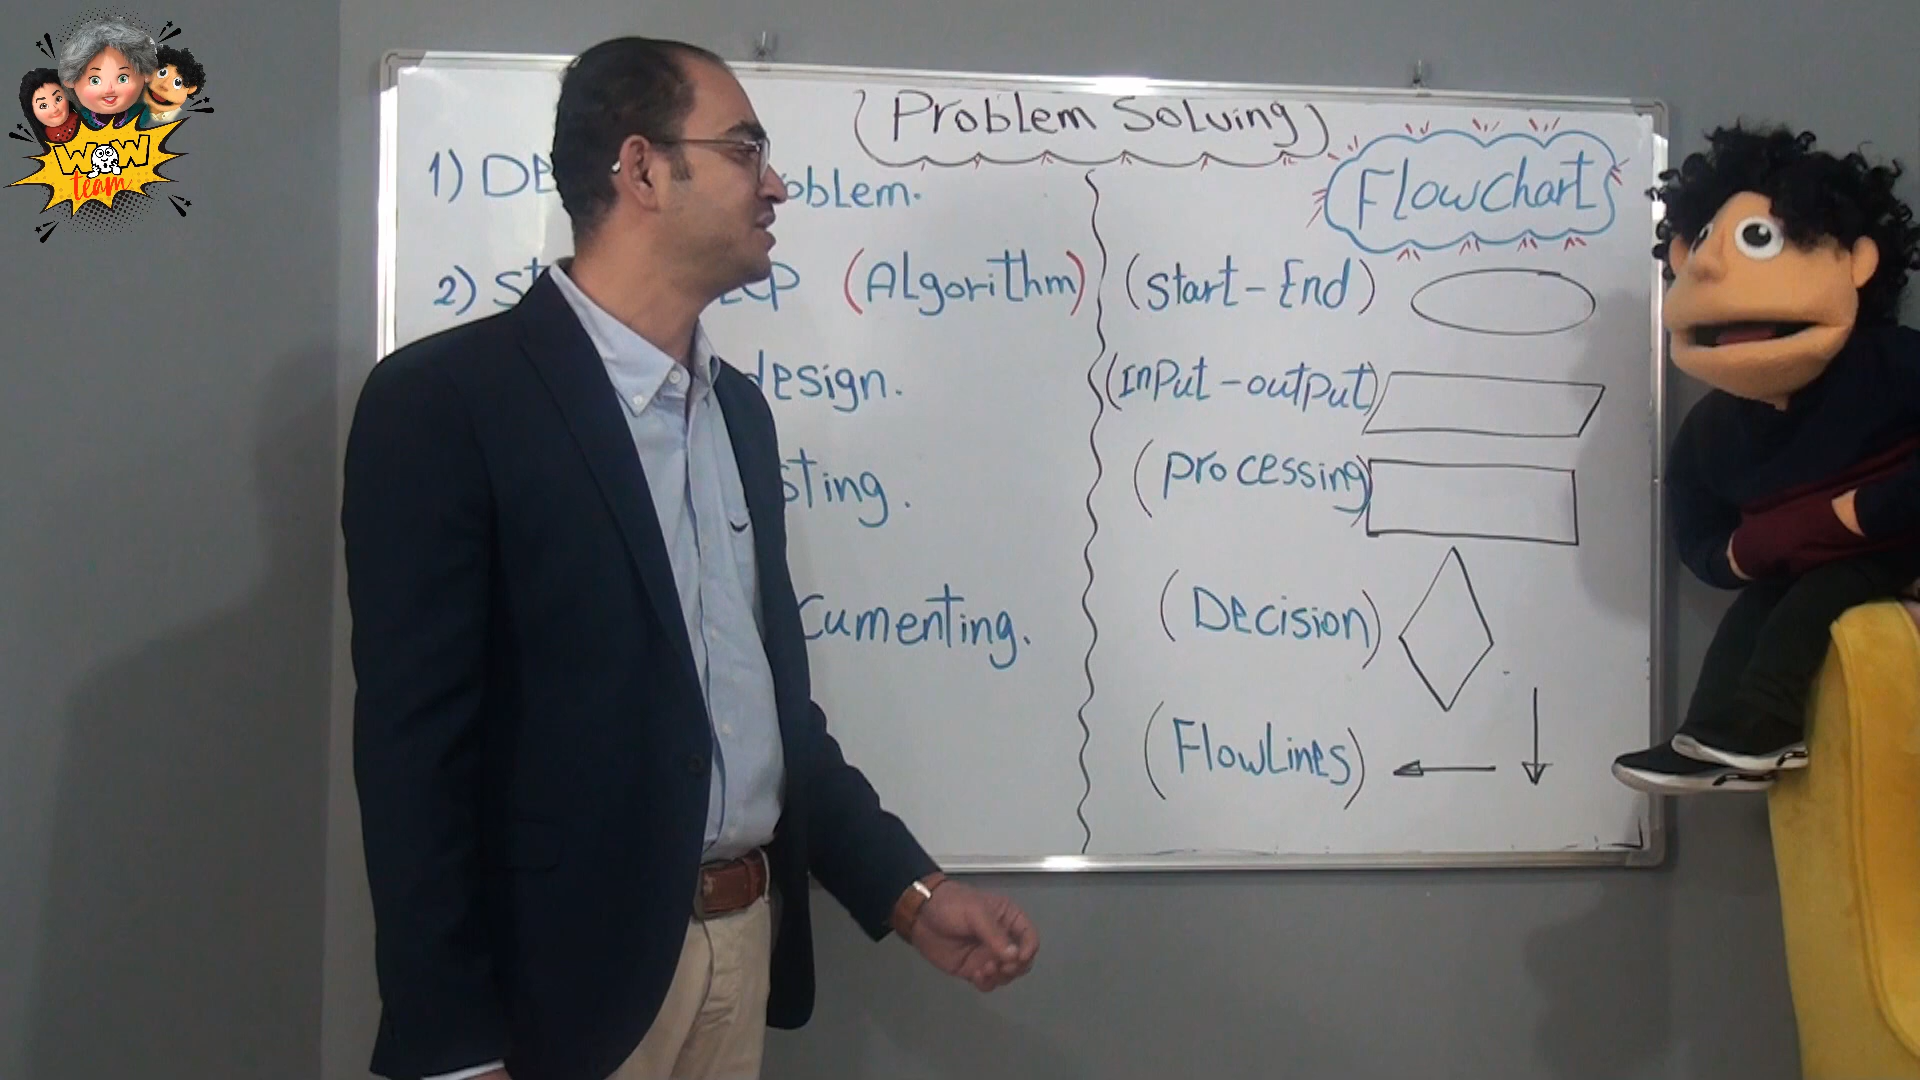 WOW
team
Problem Solving
1) DE oblem.
2) St EP (Algorithm)
design.
sting.
cumenting.
Flowchart
(Start-End)
(InPut-output)
(Processing)
(Decision)
(FlowLines)